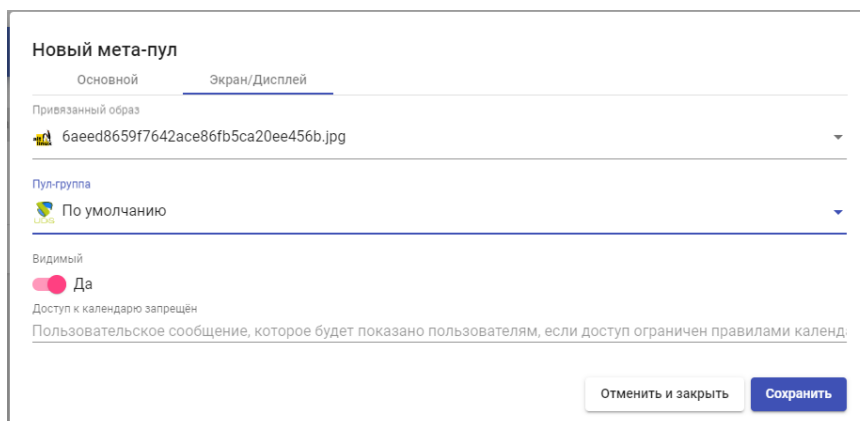 Новый мета-пул
Основной Экран/Дисплей
Привязанный образ
6aeed8659f7642ace86fb5ca20ee456b.jpg
Пул-группа
По умолчанию
Видимый
Да
Доступ к календарю запрещён
Пользовательское сообщение, которое будет показано пользователям, если доступ ограничен правилами календ
Отменить и закрыть Сохранить